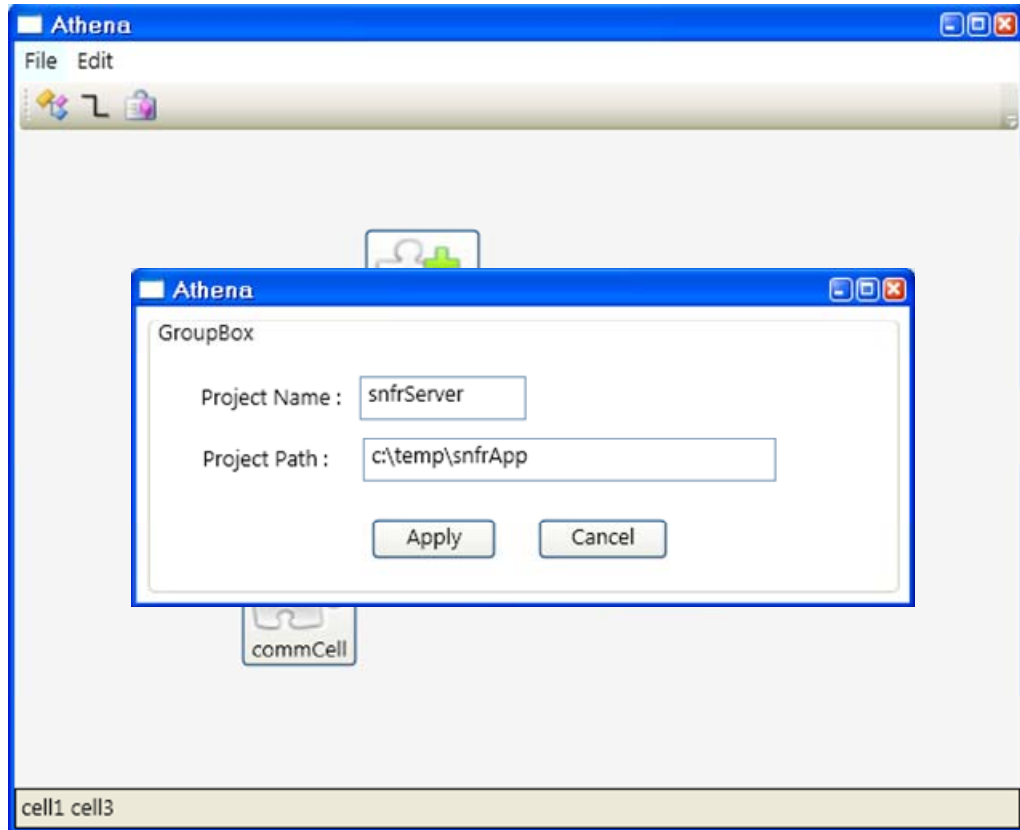 Athena
File Edit
Athena
GroupBox
Project Name : snfrServer
Project Path : c:\temp\snfrApp
Apply Cancel
commCell
cell1 cell3